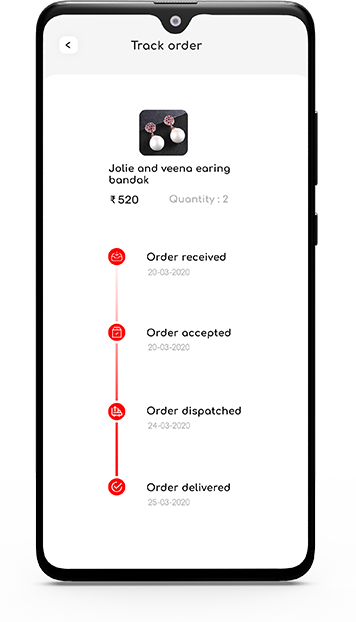 Track order
Jolie and veena earing
bandak
₹ 520 Quantity : 2
Order received
20-03-2020
Order accepted
20-03-2020
Order dispatched
24-03-2020
Order delivered
25-03-2020